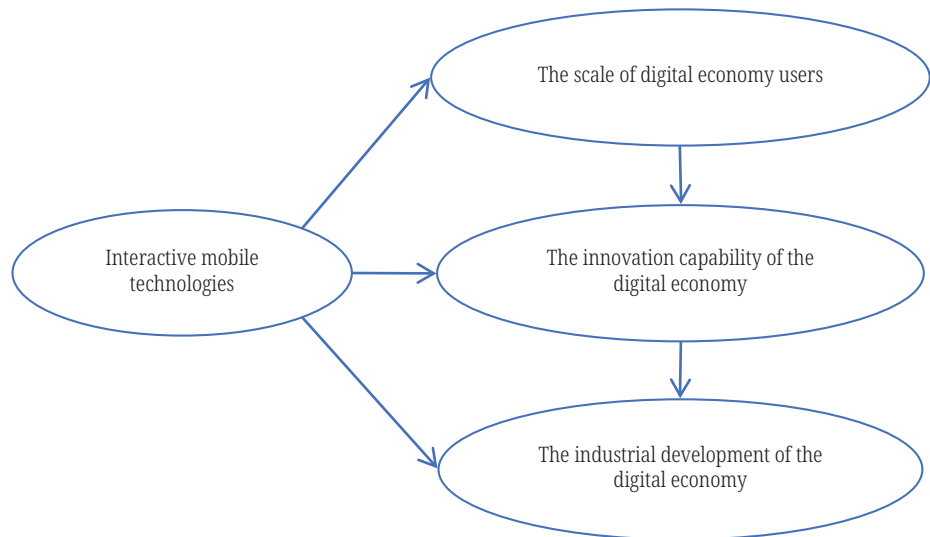 The scale of digital economy users
Interactive mobile
technologies
The innovation capability of the
digital economy
The industrial development of the
digital economy